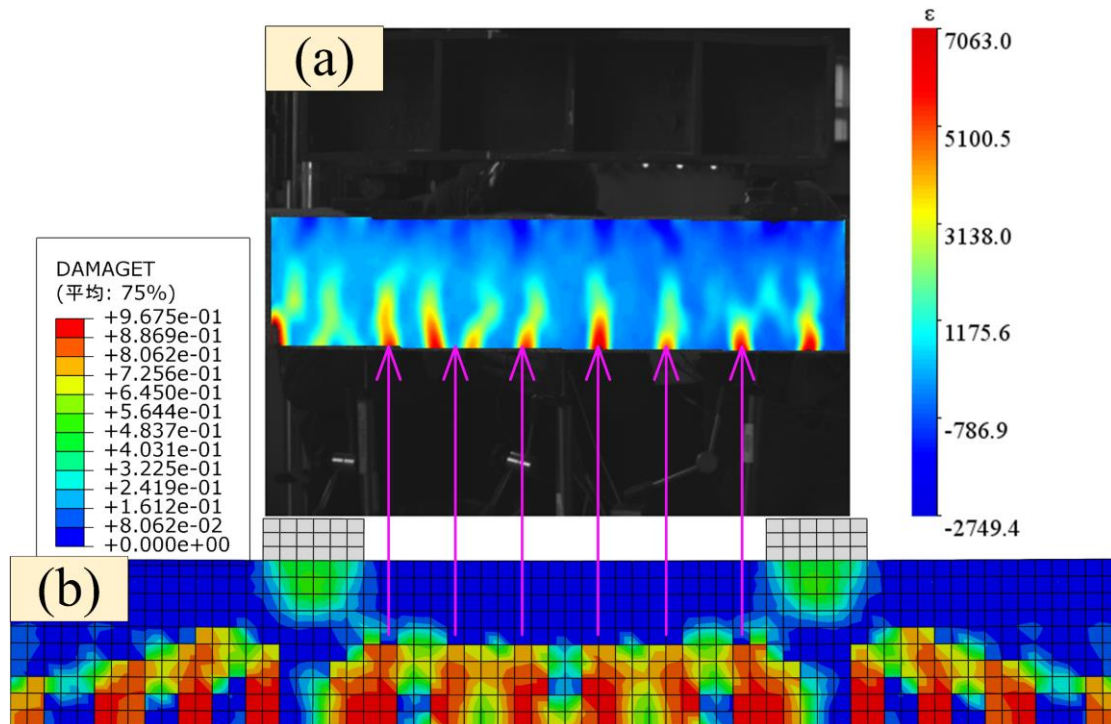 (a)
ε
7063.0
5100.5
3138.0
1175.6
-786.9
-2749.4
DAMAGET
(平均: 75%)
+9.675e-01
+8.869e-01
+8.062e-01
+7.256e-01
+6.450e-01
+5.644e-01
+4.837e-01
+4.031e-01
+3.225e-01
+2.419e-01
+1.612e-01
+8.062e-02
+0.000e+00
(b)